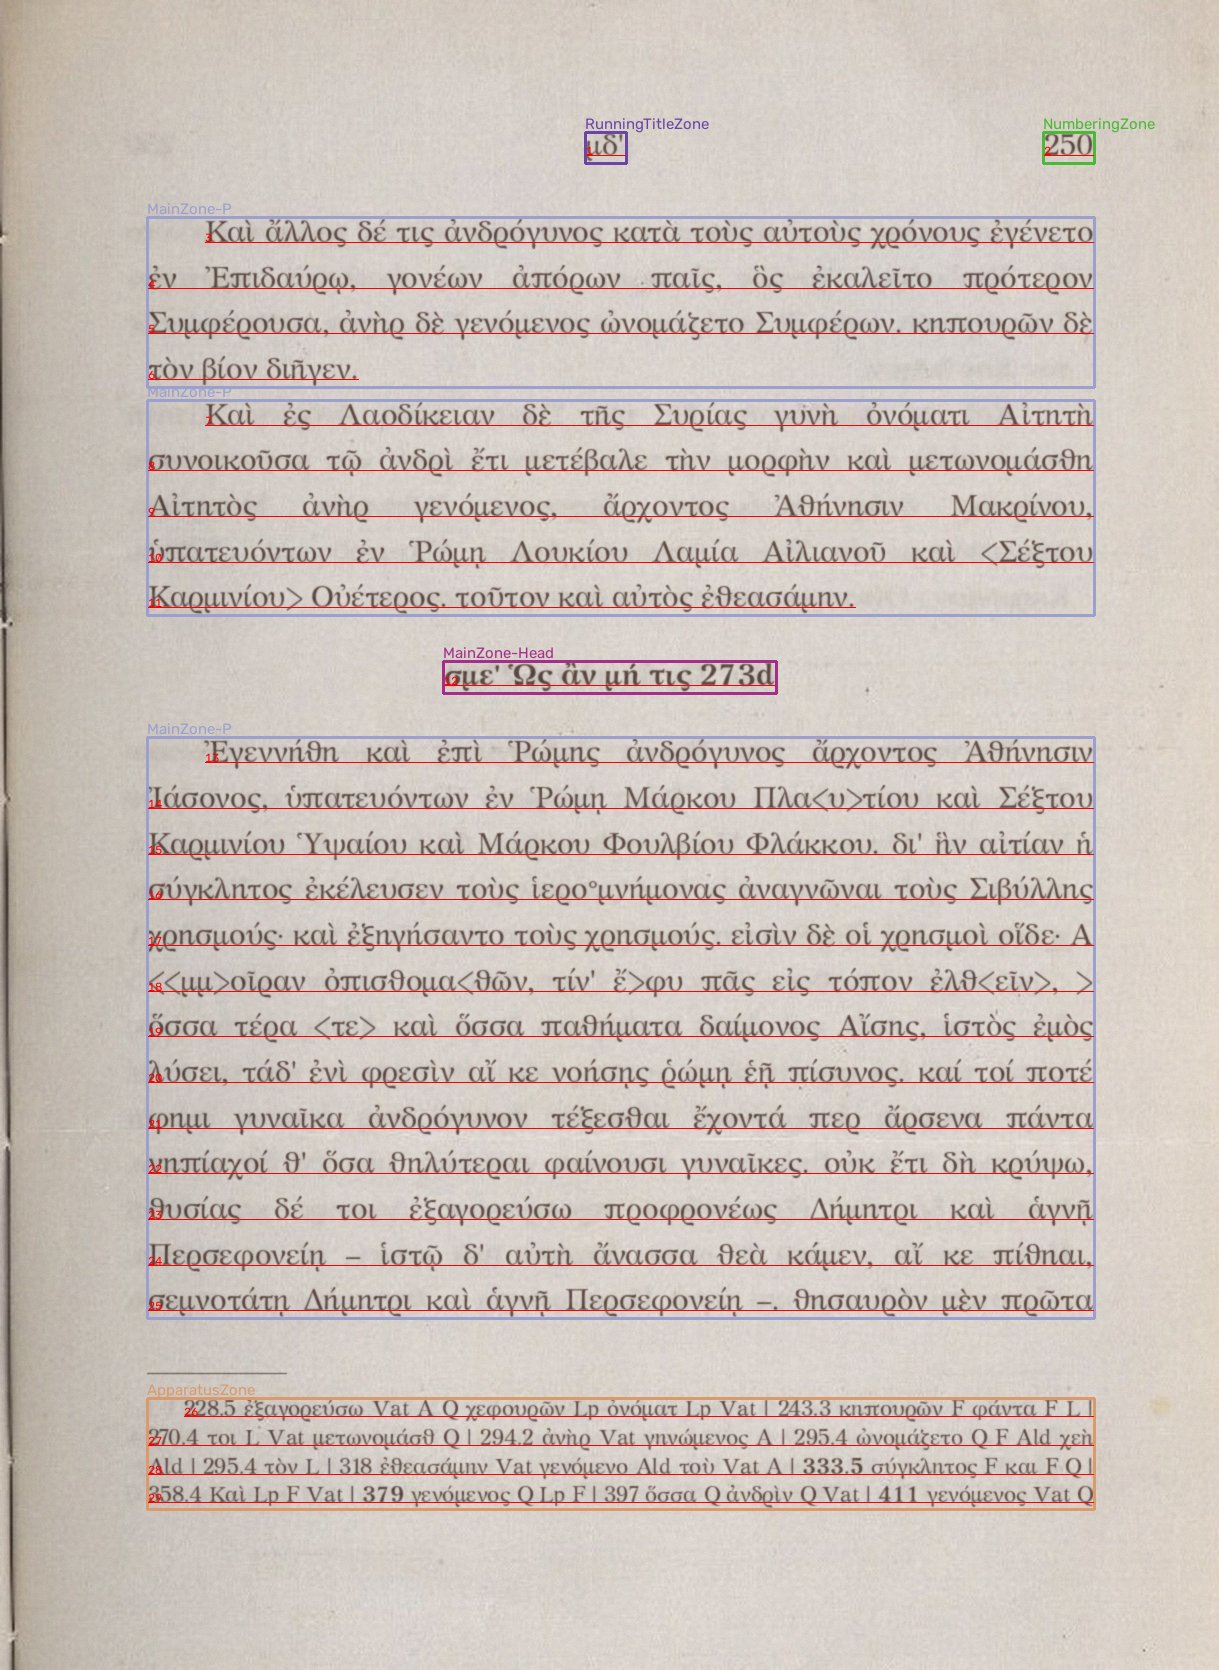 μδ'
250
Καὶ ἄλλος δέ τις ἀνδρόγυνος κατὰ τοὺς αὐτοὺς χρόνους ἐγένετο
ἐν Ἐπιδαύρῳ, γονέων ἀπόρων παῖς, ὃς ἐκαλεῖτο πρότερον
Συμφέρουσα, ἀνὴρ δὲ γενόμενος ὠνομάζετο Συμφέρων. κηπουρῶν δὲ
τὸν βίον διῆγεν.
Καὶ ἐς Λαοδίκειαν δὲ τῆς Συρίας γυνὴ ὀνόματι Αἰτητὴ
συνοικοῦσα τῷ ἀνδρὶ ἔτι μετέβαλε τὴν μορφὴν καὶ μετωνομάσθη
Αἰτητὸς ἀνὴρ γενόμενος, ἄρχοντος Ἀθήνησιν Μακρίνου,
ὑπατευόντων ἐν Ῥώμῃ Λουκίου Λαμία Αἰλιανοῦ καὶ <Σέξτου
Καρμινίου> Οὐέτερος. τοῦτον καὶ αὐτὸς ἐθεασάμην.
σμε' Ὡς ἂν μή τις 273d
Ἐγεννήθη καὶ ἐπὶ Ῥώμης ἀνδρόγυνος ἄρχοντος Ἀθήνησιν
Ἰάσονος, ὑπατευόντων ἐν Ῥώμῃ Μάρκου Πλα<υ>τίου καὶ Σέξτου
Καρμινίου Ὑψαίου καὶ Μάρκου Φουλβίου Φλάκκου. δι' ἣν αἰτίαν ἡ
σύγκλητος ἐκέλευσεν τοὺς ἱερο°μνήμονας ἀναγνῶναι τοὺς Σιβύλλης
χρησμούς· καὶ ἐξηγήσαντο τοὺς χρησμούς. εἰσὶν δὲ οἱ χρησμοὶ οἵδε· Α
<<μμ>οῖραν ὀπισθομα<θῶν, τίν' ἔ>φυ πᾶς εἰς τόπον ἐλθ<εῖν>, >
ὅσσα τέρα <τε> καὶ ὅσσα παθήματα δαίμονος Αἴσης, ἱστὸς ἐμὸς
λύσει, τάδ' ἐνὶ φρεσὶν αἴ κε νοήσῃς ῥώμῃ ἑῇ πίσυνος. καί τοί ποτέ
φημι γυναῖκα ἀνδρόγυνον τέξεσθαι ἔχοντά περ ἄρσενα πάντα
νηπίαχοί θ' ὅσα θηλύτεραι φαίνουσι γυναῖκες. οὐκ ἔτι δὴ κρύψω,
θυσίας δέ τοι ἐξαγορεύσω προφρονέως Δήμητρι καὶ ἁγνῇ
Περσεφονείῃ – ἱστῷ δ' αὐτὴ ἄνασσα θεὰ κάμεν, αἴ κε πίθηαι,
σεμνοτάτῃ Δήμητρι καὶ ἁγνῇ Περσεφονείῃ –. θησαυρὸν μὲν πρῶτα
228.5 ἐξαγορεύσω Vat A Q χεφουρῶν Lp ὀνόματ Lp Vat | 243.3 κηπουρῶν F φάντα F L |
270.4 τοι L Vat μετωνομάσθ Q | 294.2 ἀνὴρ Vat γηνώμενος A | 295.4 ὠνομάζετο Q F Ald χεὴ
Ald | 295.4 τὸν L | 318 ἐθεασάμην Vat γενόμενο Ald τοὺ Vat A | 333.5 σύγκλητος F και F Q |
358.4 Καὶ Lp F Vat | 379 γενόμενος Q Lp F | 397 ὅσσα Q ἀνδρὶν Q Vat | 411 γενόμενος Vat Q